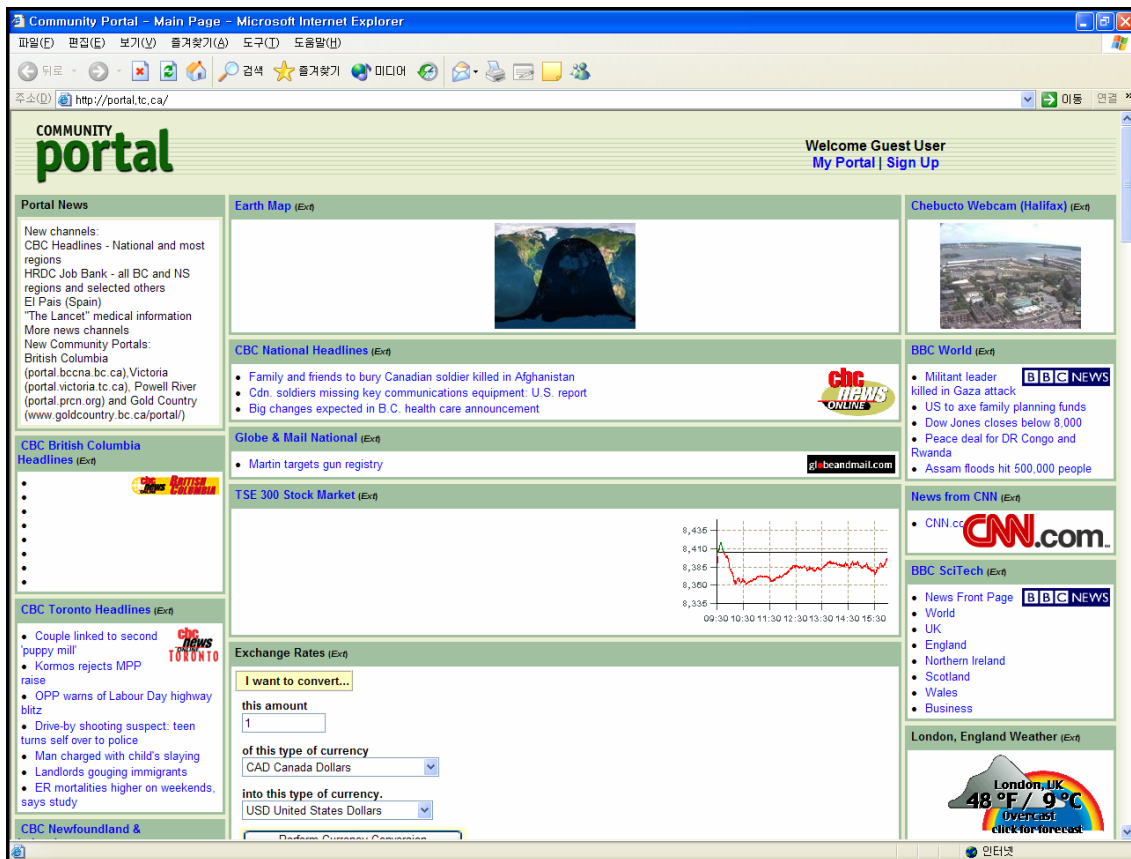 Community Portal - Main Page - Microsoft Internet Explorer
파일(F) 편집(E) 보기(V) 즐겨찾기(A) 도구(T) 도움말(H)
뒤로 검색 즐겨찾기 미디어
주소(D) http://portal.tc.ca/ 이동 연결 »
COMMUNITY
portal
Welcome Guest User
My Portal | Sign Up
Portal News
New channels:
CBC Headlines - National and most
regions
HRDC Job Bank - all BC and NS
regions and selected others
El Pais (Spain)
"The Lancet" medical information
More news channels
New Community Portals:
British Columbia
(portal.bccna.bc.ca),Victoria
(portal.victoria.tc.ca), Powell River
(portal.prcn.org) and Gold Country
(www.goldcountry.bc.ca/portal/)
CBC British Columbia
Headlines (Ext)
cbc news ONLINE BRITISH COLUMBIA
CBC Toronto Headlines (Ext)
cbc news ONLINE TORONTO
• Couple linked to second
'puppy mill'
• Kormos rejects MPP
raise
• OPP warns of Labour Day highway
blitz
• Drive-by shooting suspect: teen
turns self over to police
• Man charged with child's slaying
• Landlords gouging immigrants
• ER mortalities higher on weekends,
says study
CBC Newfoundland &
Earth Map (Ext)
CBC National Headlines (Ext)
• Family and friends to bury Canadian soldier killed in Afghanistan
• Cdn. soldiers missing key communications equipment: U.S. report
• Big changes expected in B.C. health care announcement
cbc
news
ONLINE
Globe & Mail National (Ext)
• Martin targets gun registry
globeandmail.com
TSE 300 Stock Market (Ext)
8,435
8,410
8,385
8,360
8,335
09:30 10:30 11:30 12:30 13:30 14:30 15:30
Exchange Rates (Ext)
I want to convert...
this amount
1
of this type of currency
CAD Canada Dollars
into this type of currency.
USD United States Dollars
Perform Currency Conversion
Chebucto Webcam (Halifax) (Ext)
BBC World (Ext)
BBC NEWS
• Militant leader
killed in Gaza attack
• US to axe family planning funds
• Dow Jones closes below 8,000
• Peace deal for DR Congo and
Rwanda
• Assam floods hit 500,000 people
News from CNN (Ext)
• CNN.cc
CNN.com
BBC SciTech (Ext)
BBC NEWS
• News Front Page
• World
• UK
• England
• Northern Ireland
• Scotland
• Wales
• Business
London, England Weather (Ext)
London, UK
48 °F / 9 °C
Overcast
click for forecast
인터넷